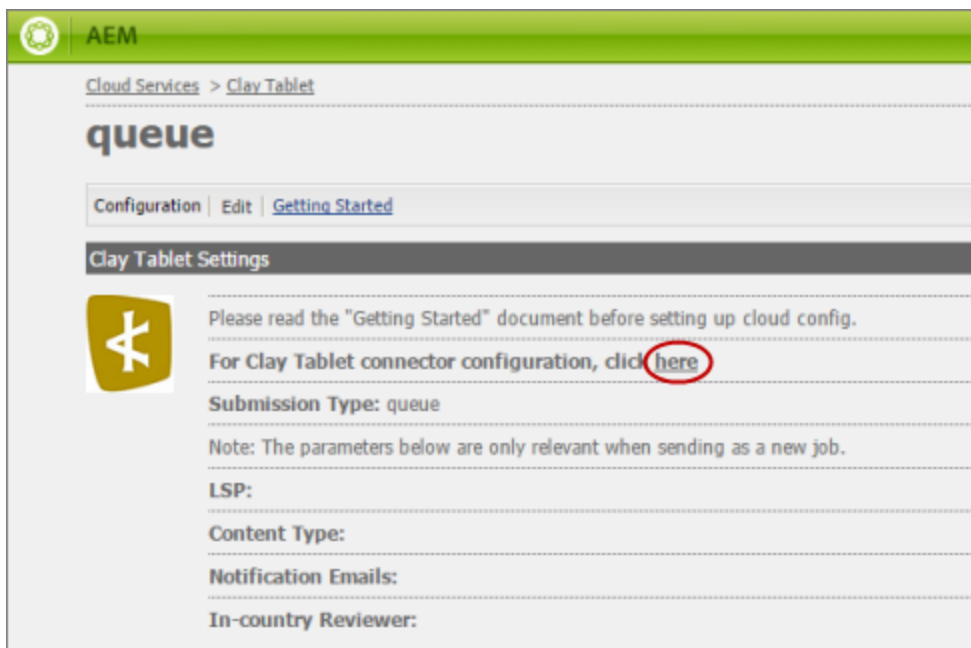 AEM
Cloud Services > Clay Tablet
queue
Configuration | Edit | Getting Started
Clay Tablet Settings
Please read the "Getting Started" document before setting up cloud config.
For Clay Tablet connector configuration, click here
Submission Type: queue
Note: The parameters below are only relevant when sending as a new job.
LSP:
Content Type:
Notification Emails:
In-country Reviewer: